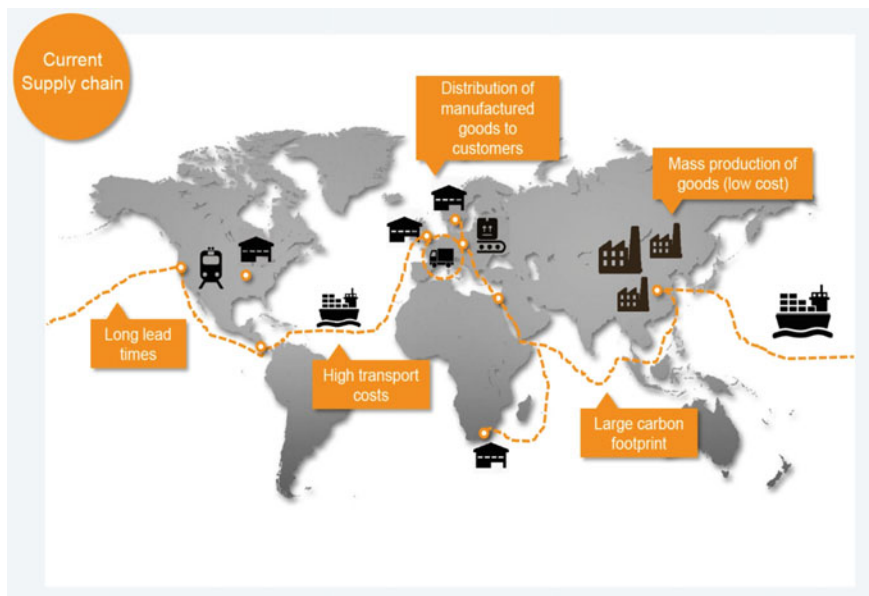 Current
Supply chain
Distribution of
manufactured
goods to
customers
Mass production of
goods (low cost)
Long lead
times
High transport
costs
Large carbon
footprint